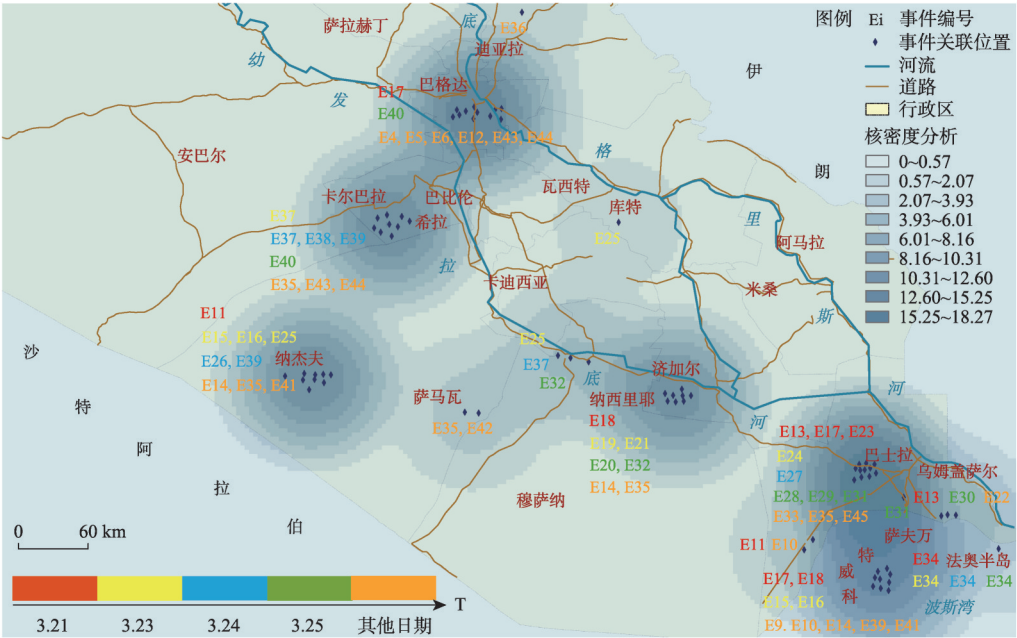 图例 Ei 事件编号
事件关联位置
河流
道路
行政区
核密度分析
0~0.57
0.57~2.07
2.07~3.93
3.93~6.01
6.01~8.16
8.16~10.31
10.31~12.60
12.60~15.25
15.25~18.27
萨拉赫丁
底
E36
迪亚拉
幼
发
E17
巴格达
E40
E4, E5, E6, E12, E43, E44
伊
朗
安巴尔
格
瓦西特
卡尔巴拉
巴比伦
希拉
库特
E25
里
阿马拉
E37
E37, E38, E39
E40
E35, E43, E44
拉
卡迪西亚
米桑
斯
E11
E15, E16, E25
E26, E39
纳杰夫
E14, E35, E41
E25
E37
E32
底
济加尔
河
河
萨马瓦
E35, E42
纳西里耶
E18
E19, E21
E20, E32
E14, E35
穆萨纳
沙
特
阿
拉
伯
E13, E17, E23
E24
E27
巴士拉
乌姆盖萨尔
E33, E35, E45
E31
E13 E30 E22
萨夫万
E11 E10
E34 法奥半岛
E34 E34 E34
特
威
科
波斯湾
E17, E18
E15, E16
E9. E10, E14, E39, E41
0 60 km
T
3.21 3.23 3.24 3.25 其他日期